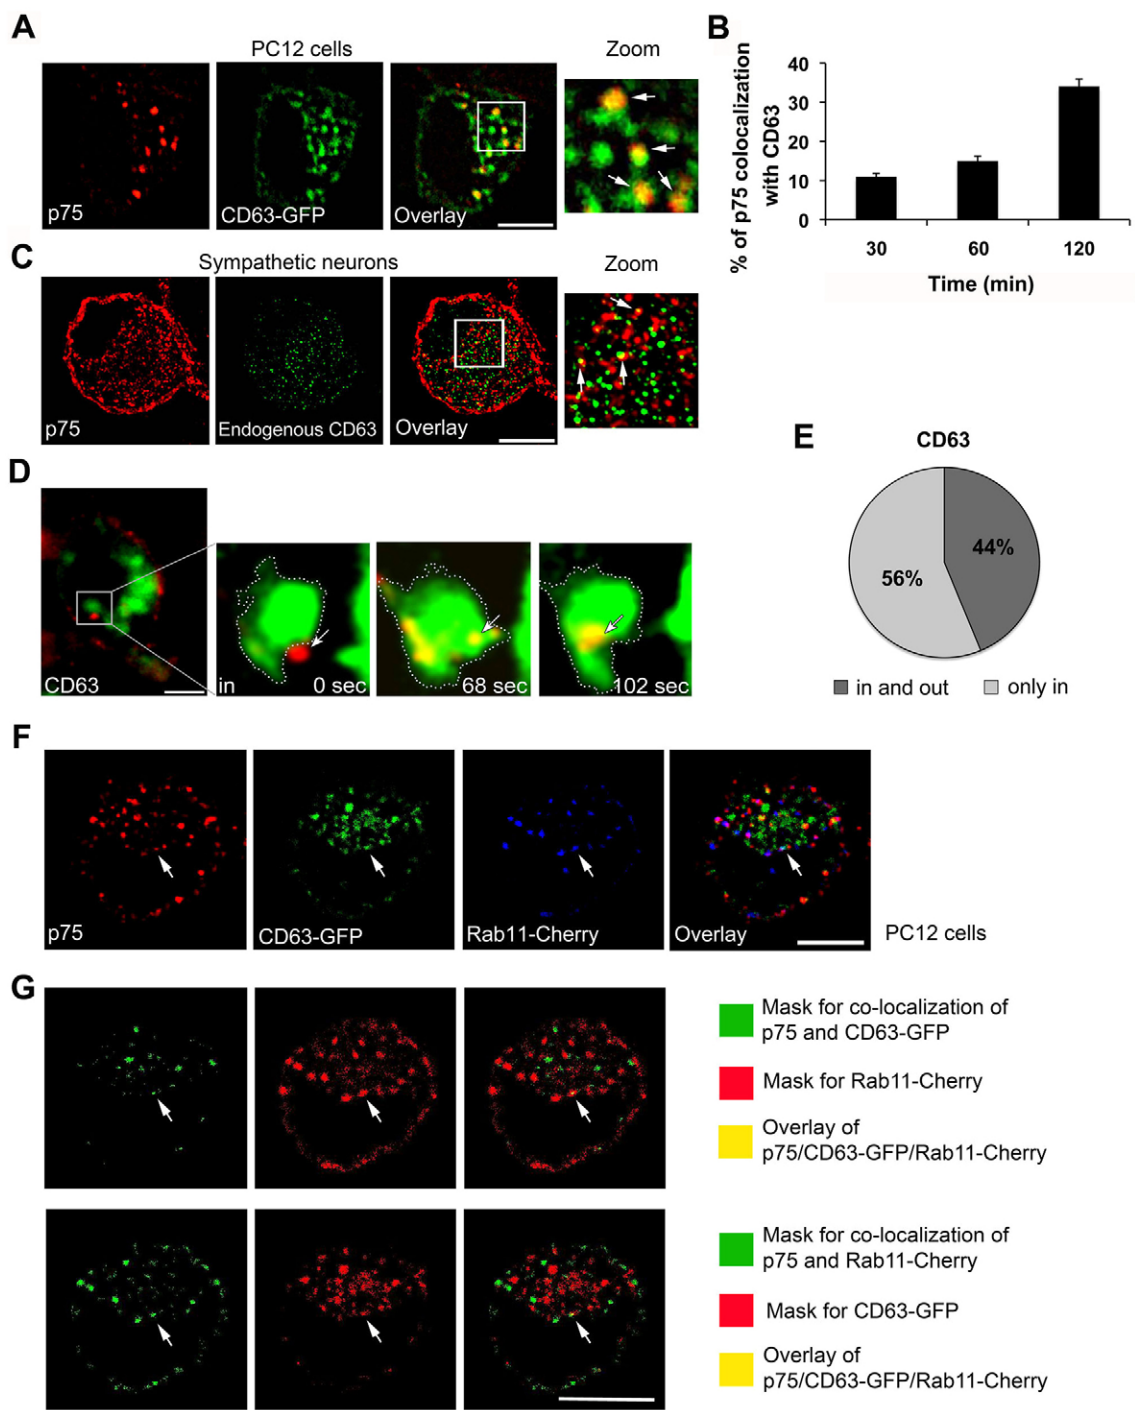 A
PC12 cells
Zoom
p75
CD63-GFP
Overlay
B
% of p75 colocalization
with CD63
40
30
20
10
0
30
60
120
Time (min)
C
Sympathetic neurons
Zoom
p75
Endogenous CD63
Overlay
D
CD63
in
0 sec
68 sec
102 sec
E
CD63
44%
56%
in and out
only in
F
p75
CD63-GFP
Rab11-Cherry
Overlay
PC12 cells
G
Mask for co-localization of
p75 and CD63-GFP
Mask for Rab11-Cherry
Overlay of
p75/CD63-GFP/Rab11-Cherry
Mask for co-localization of
p75 and Rab11-Cherry
Mask for CD63-GFP
Overlay of
p75/CD63-GFP/Rab11-Cherry